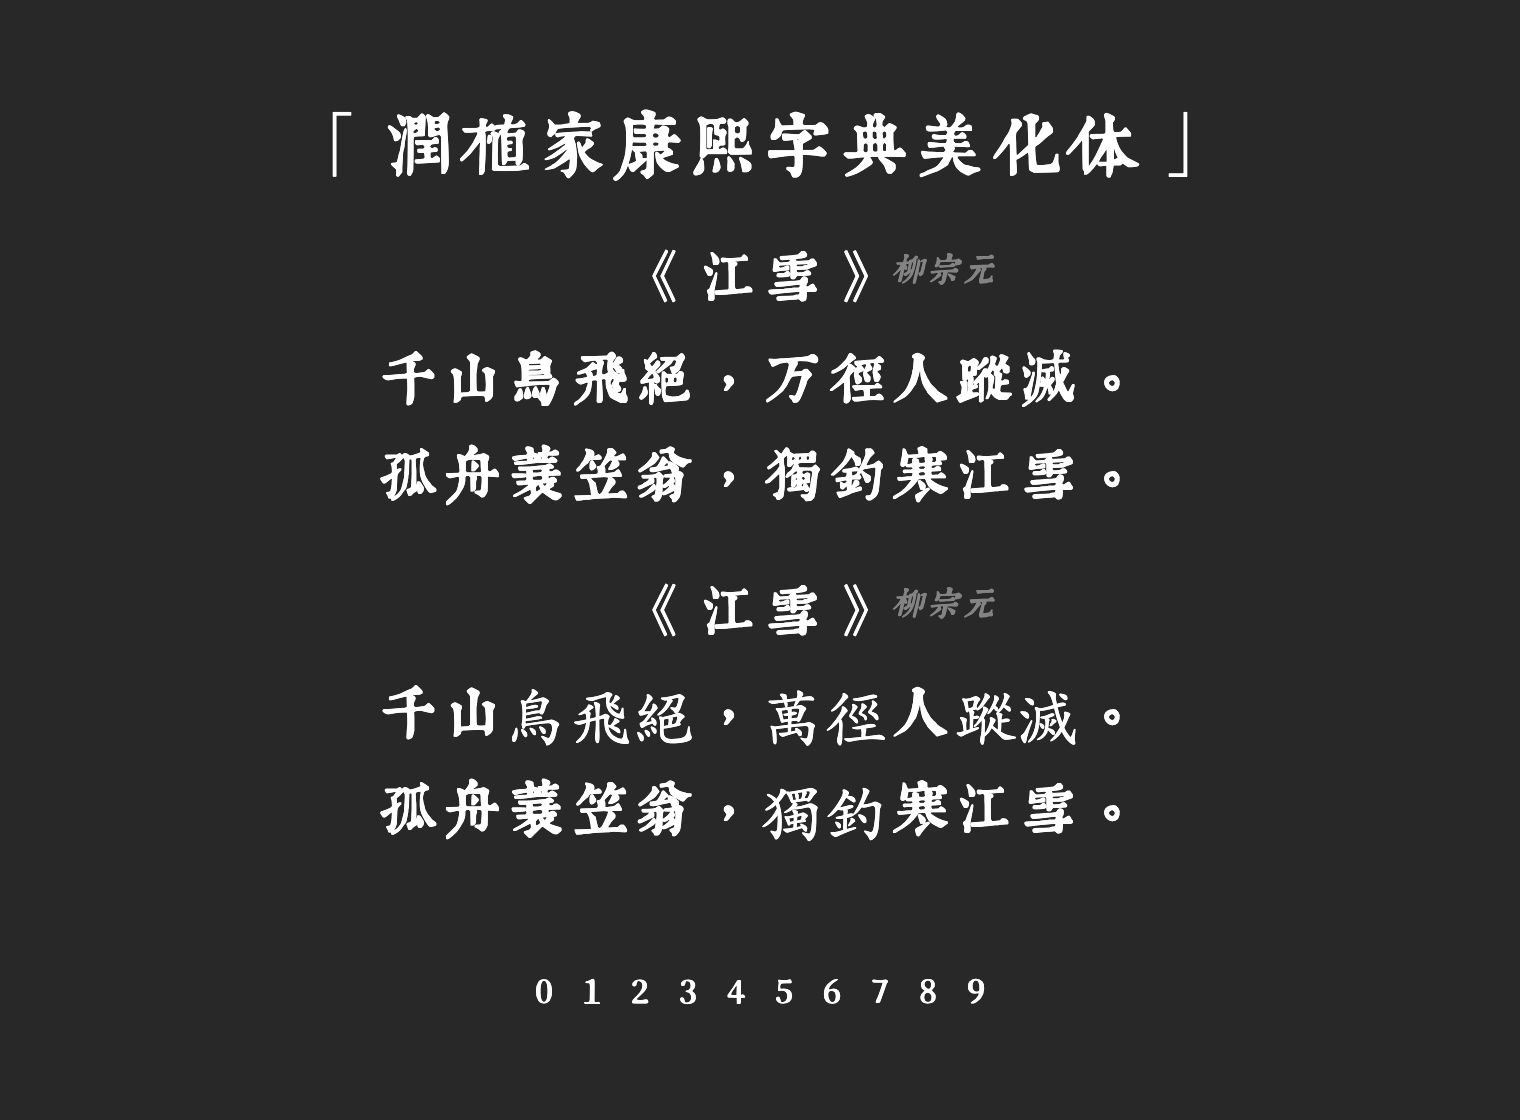 「潤植家康熙字典美化体」
《江雪》柳宗元
千山鳥飛絕，万徑人蹤滅。
孤舟蓑笠翁，獨釣寒江雪。
《江雪》柳宗元
千山鳥飛絕，萬徑人蹤滅。
孤舟蓑笠翁，獨釣寒江雪。
0 1 2 3 4 5 6 7 8 9